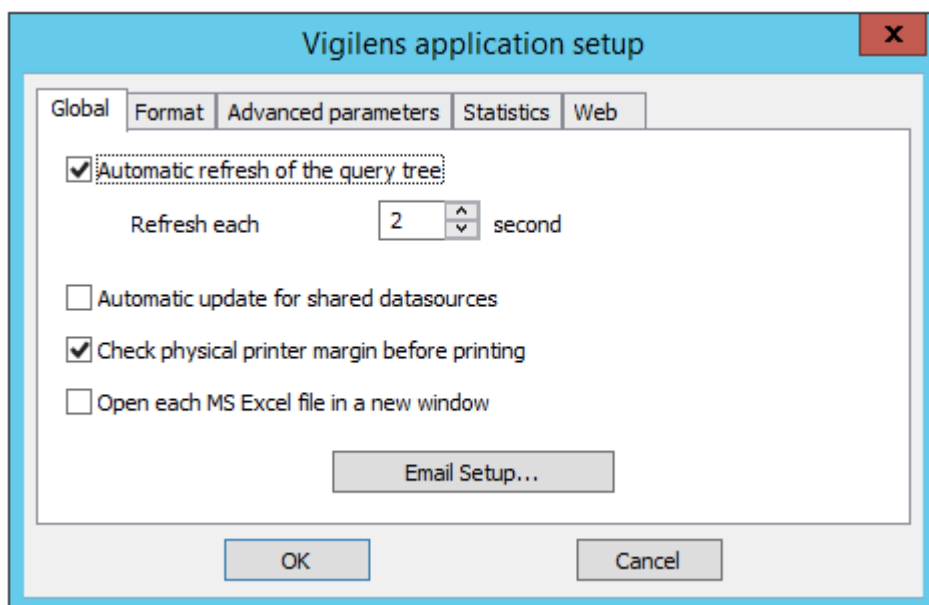 Vigilens application setup
x
Global Format Advanced parameters Statistics Web
Automatic refresh of the query tree
Refresh each 2 second
Automatic update for shared datasources
Check physical printer margin before printing
Open each MS Excel file in a new window
Email Setup...
OK Cancel